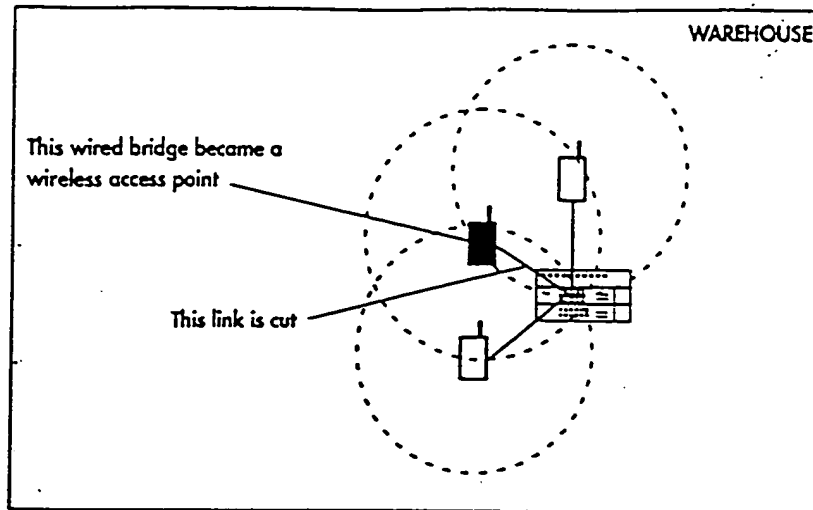 WAREHOUSE
This wired bridge became a
wireless access point
This link is cut